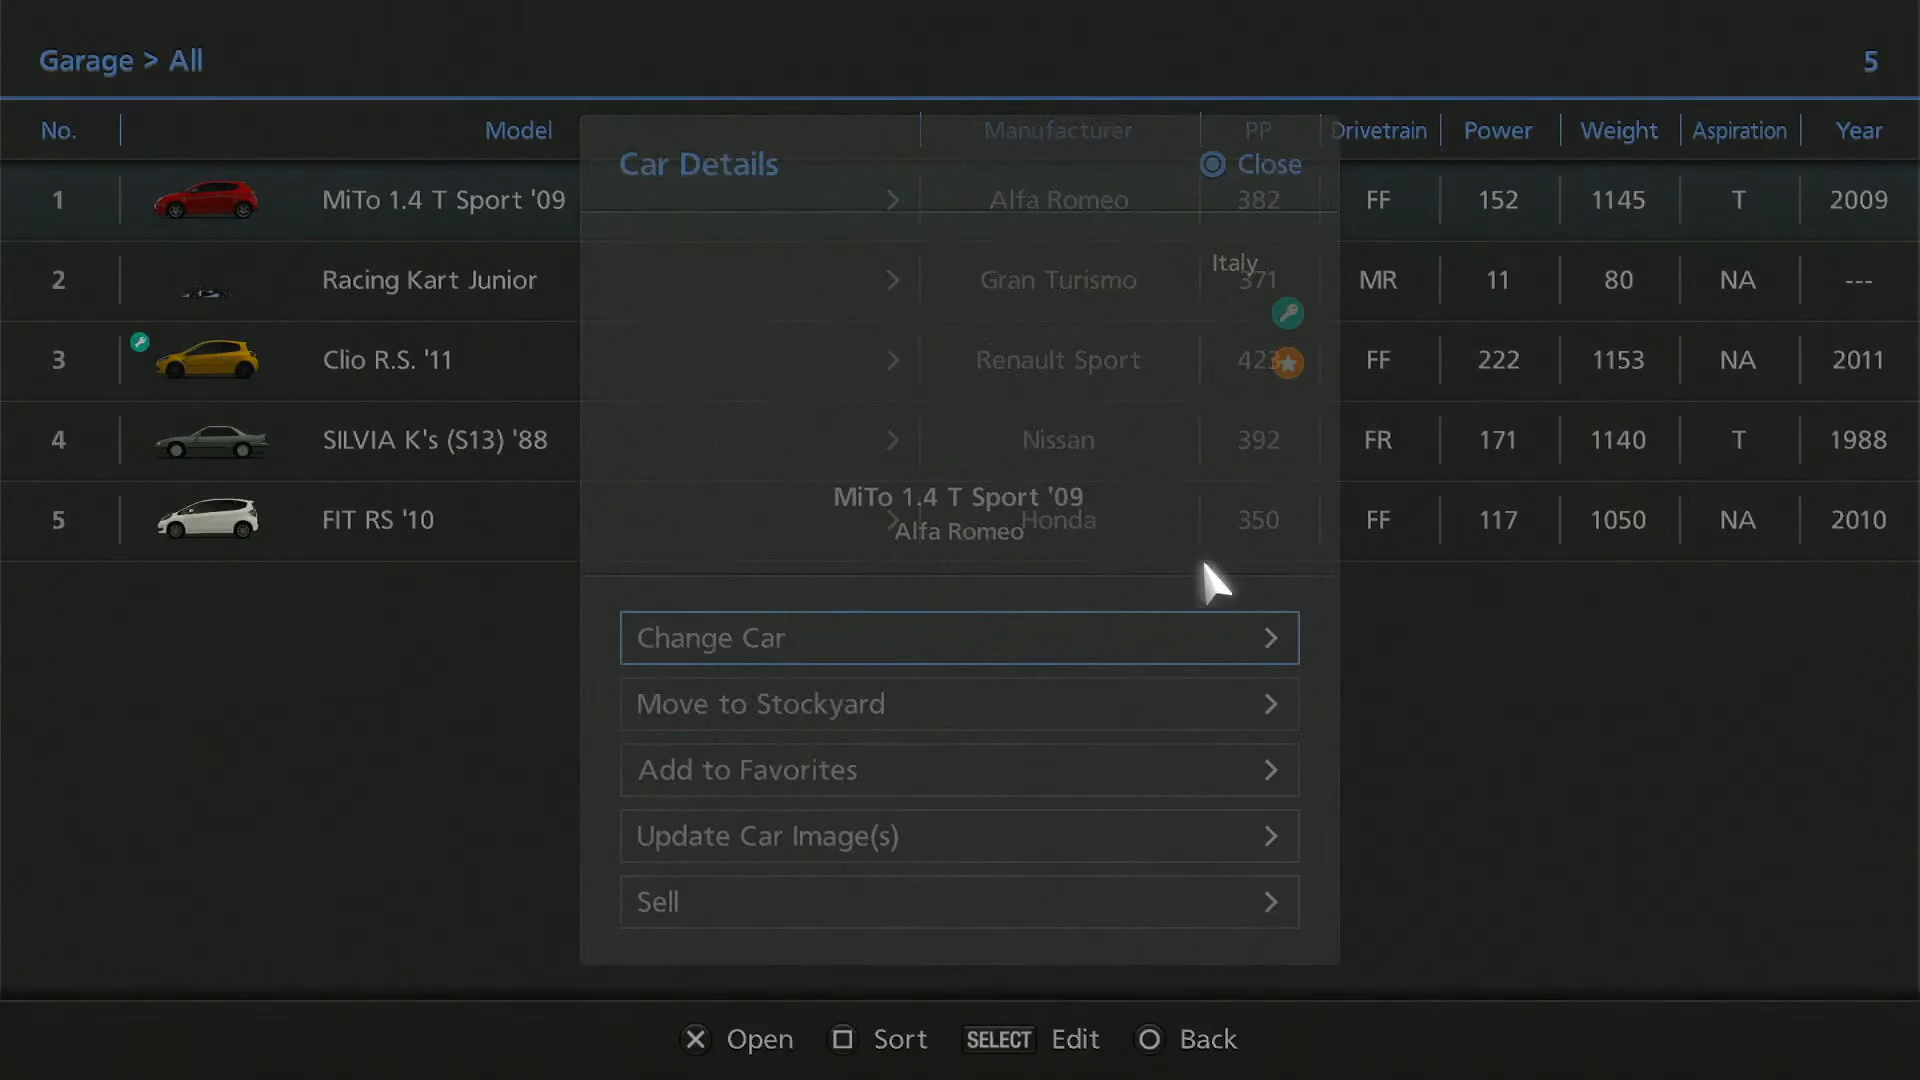 Garage > All 5
No. Model Manufacturer PP Drivetrain Power Weight Aspiration Year
Car Details Close
1 MiTo 1.4 T Sport '09 Alfa Romeo 382 FF 152 1145 T 2009
Italy
2 Racing Kart Junior Gran Turismo 371 MR 11 80 NA ---
3 Clio R.S. '11 Renault Sport 423 FF 222 1153 NA 2011
4 SILVIA K's (S13) '88 Nissan 392 FR 171 1140 T 1988
MiTo 1.4 T Sport '09
5 FIT RS '10 Honda 350 FF 117 1050 NA 2010
Alfa Romeo
Change Car
Move to Stockyard
Add to Favorites
Update Car Image(s)
Sell
Open Sort SELECT Edit Back